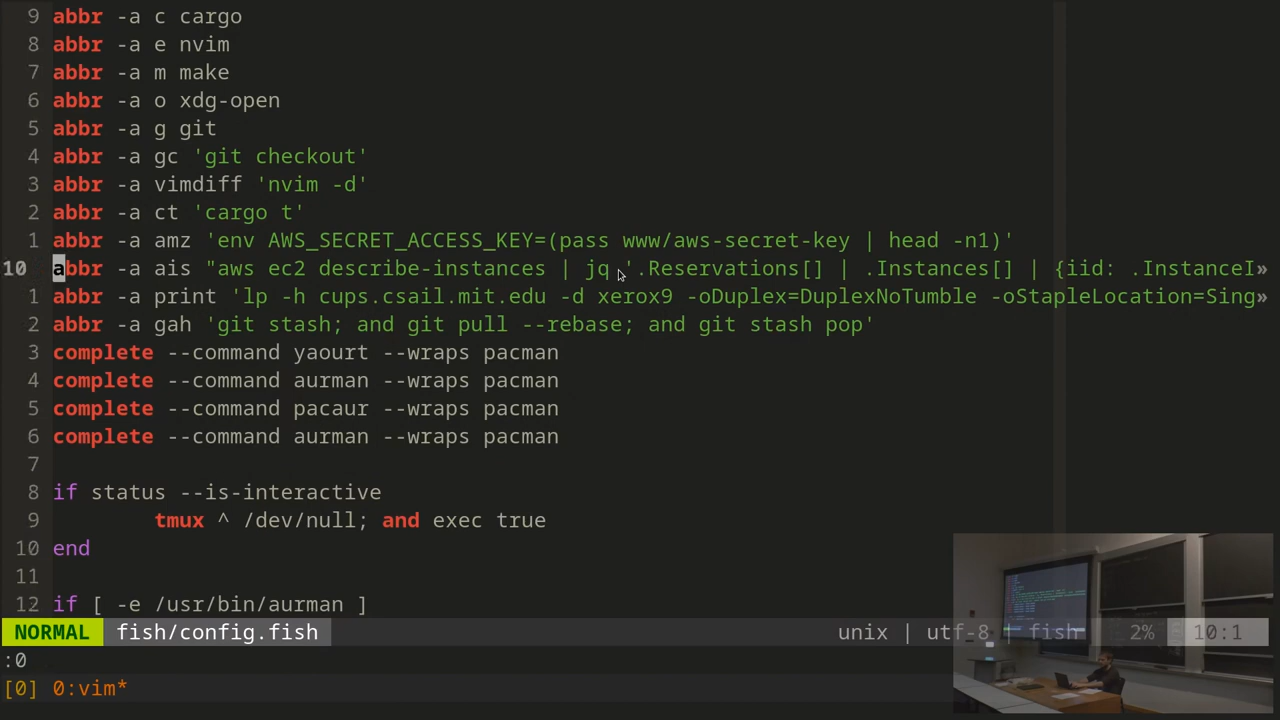 9 abbr -a c cargo
8 abbr -a e nvim
7 abbr -a m make
6 abbr -a o xdg-open
5 abbr -a g git
4 abbr -a gc 'git checkout'
3 abbr -a vimdiff 'nvim -d'
2 abbr -a ct 'cargo t'
1 abbr -a amz 'env AWS_SECRET_ACCESS_KEY=(pass www/aws-secret-key | head -n1)'
10 abbr -a ais "aws ec2 describe-instances | jq '.Reservations[] | .Instances[] | {iid: .InstanceI»
1 abbr -a print 'lp -h cups.csail.mit.edu -d xerox9 -oDuplex=DuplexNoTumble -oStapleLocation=Sing»
2 abbr -a gah 'git stash; and git pull --rebase; and git stash pop'
3 complete --command yaourt --wraps pacman
4 complete --command aurman --wraps pacman
5 complete --command pacaur --wraps pacman
6 complete --command aurman --wraps pacman
7
8 if status --is-interactive
9 tmux ^ /dev/null; and exec true
10 end
11
12 if [ -e /usr/bin/aurman ]
NORMAL fish/config.fish unix | utf-8 | fish 2% 10:1
:0
[0] 0:vim*